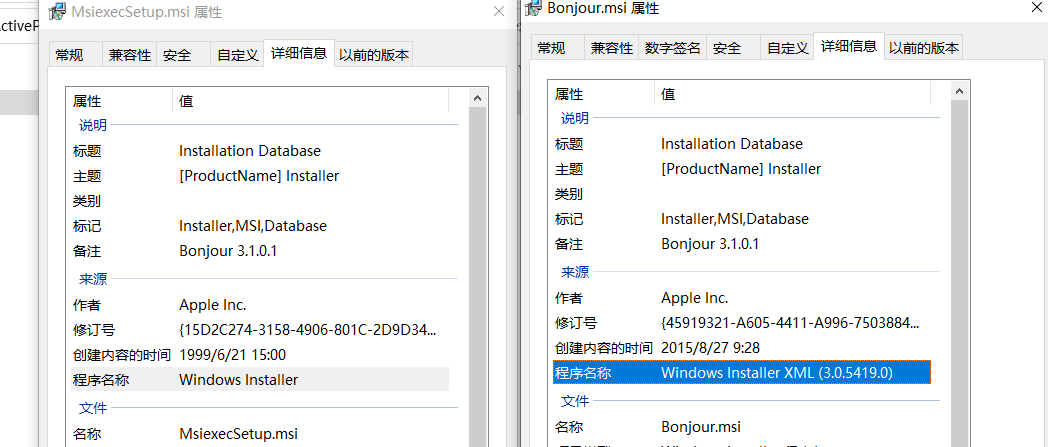 MsiexecSetup.msi 属性
常规 兼容性 安全 自定义 详细信息 以前的版本
属性 值
说明
标题 Installation Database
主题 [ProductName] Installer
类别
标记 Installer,MSI,Database
备注 Bonjour 3.1.0.1
来源
作者 Apple Inc.
修订号 {15D2C274-3158-4906-801C-2D9D34...
创建内容的时间 1999/6/21 15:00
程序名称 Windows Installer
文件
名称 MsiexecSetup.msi
Bonjour.msi 属性
常规 兼容性 数字签名 安全 自定义 详细信息 以前的版本
属性 值
说明
标题 Installation Database
主题 [ProductName] Installer
类别
标记 Installer,MSI,Database
备注 Bonjour 3.1.0.1
来源
作者 Apple Inc.
修订号 {45919321-A605-4411-A996-7503884...
创建内容的时间 2015/8/27 9:28
程序名称 Windows Installer XML (3.0.5419.0)
文件
名称 Bonjour.msi